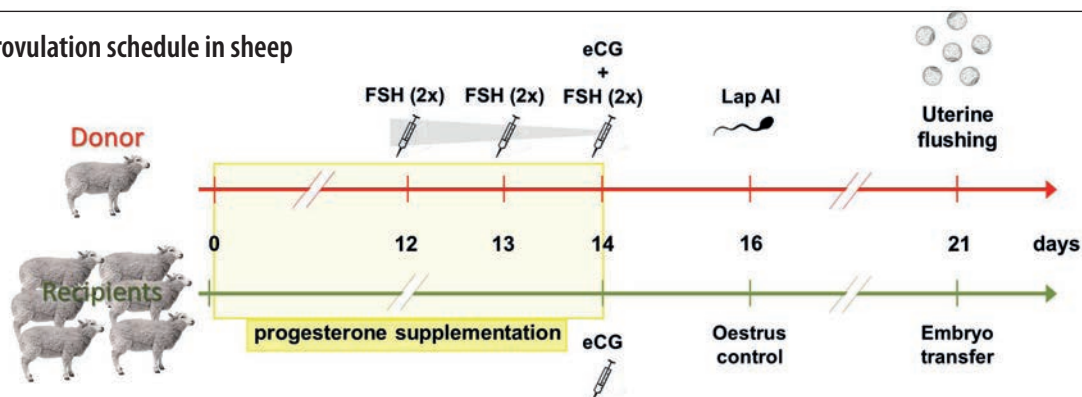 rovulation schedule in sheep
eCG
+
FSH (2x) FSH (2x) FSH (2x)
Lap AI
Uterine
flushing
Donor
0 12 13 14 16 21 days
Recipients
progesterone supplementation
eCG
Oestrus
control
Embryo
transfer